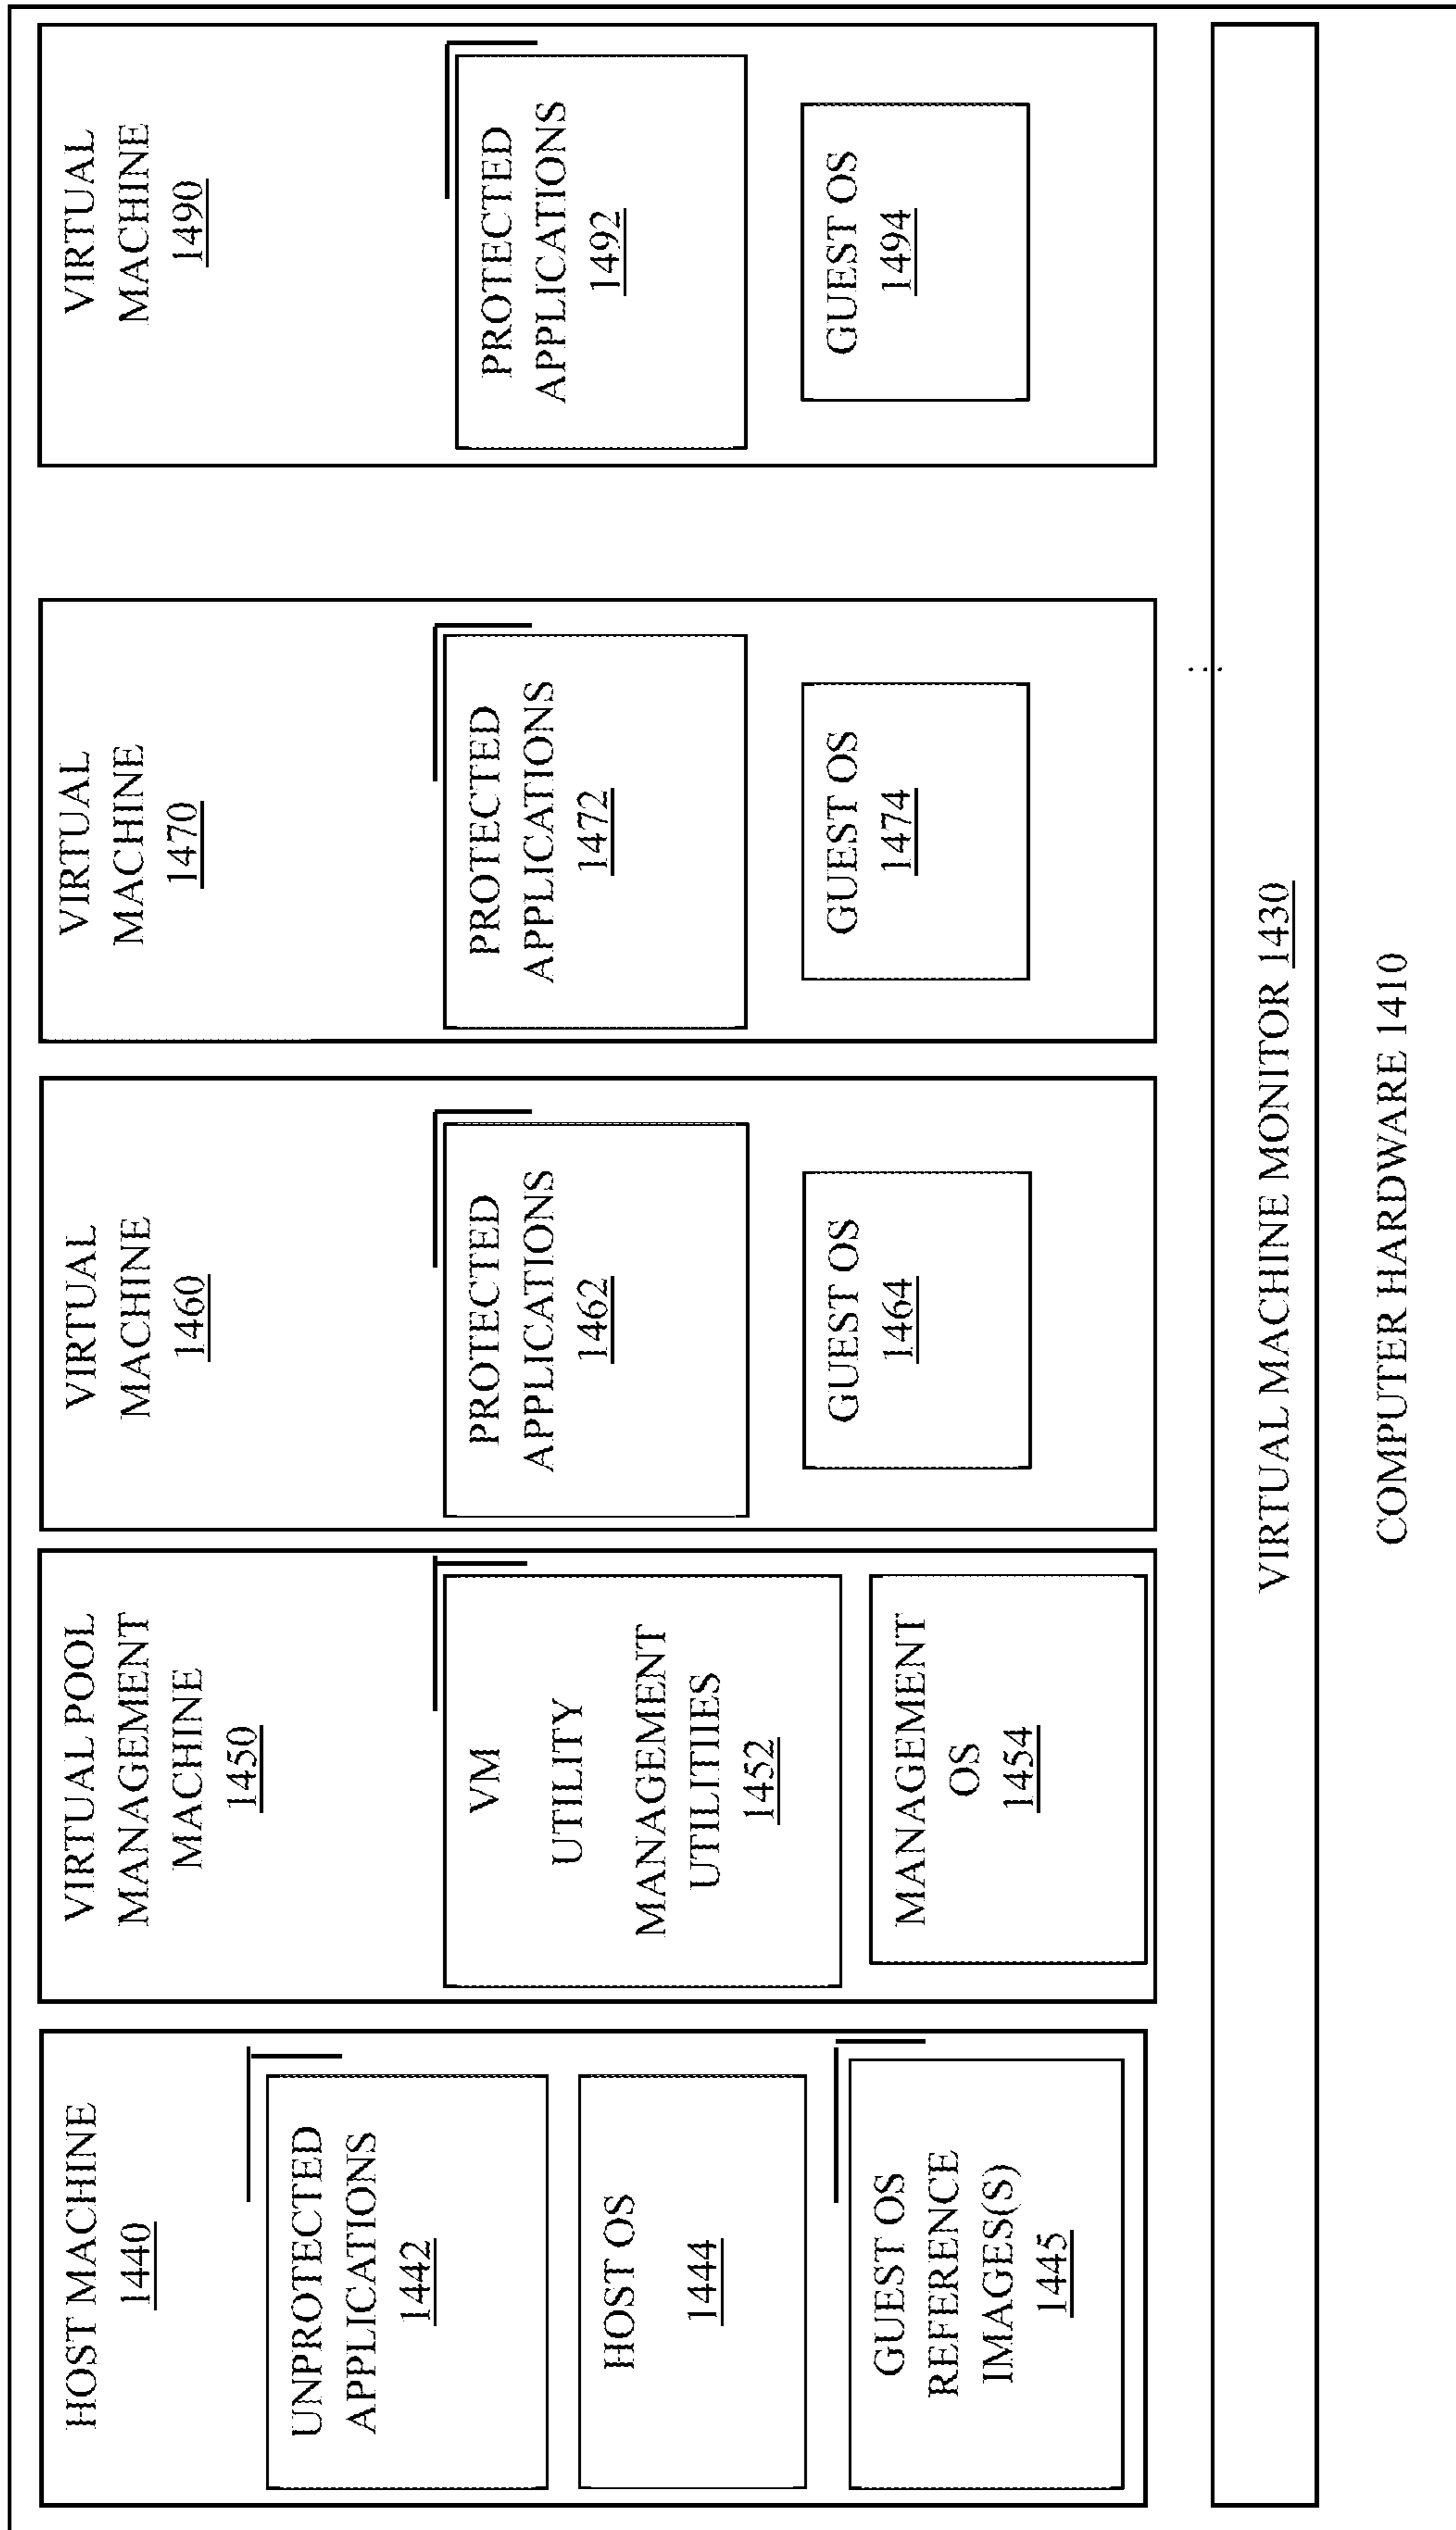 HOST MACHINE
1440
UNPROTECTED
APPLICATIONS
1442
HOST OS
1444
GUEST OS
REFERENCE
IMAGES(S)
1445
VIRTUAL POOL
MANAGEMENT
MACHINE
1450
VM
UTILITY
MANAGEMENT
UTILITIIES
1452
MANAGEMENT
OS
1454
VIRTUAL
MACHINE
1460
PROTECTED
APPLICATIONS
1462
GUEST OS
1464
VIRTUAL
MACHINE
1470
PROTECTED
APPLICATIONS
1472
GUEST OS
1474
...
VIRTUAL
MACHINE
1490
PROTECTED
APPLICATIONS
1492
GUEST OS
1494
VIRTUAL MACHINE MONITOR 1430
COMPUTER HARDWARE 1410